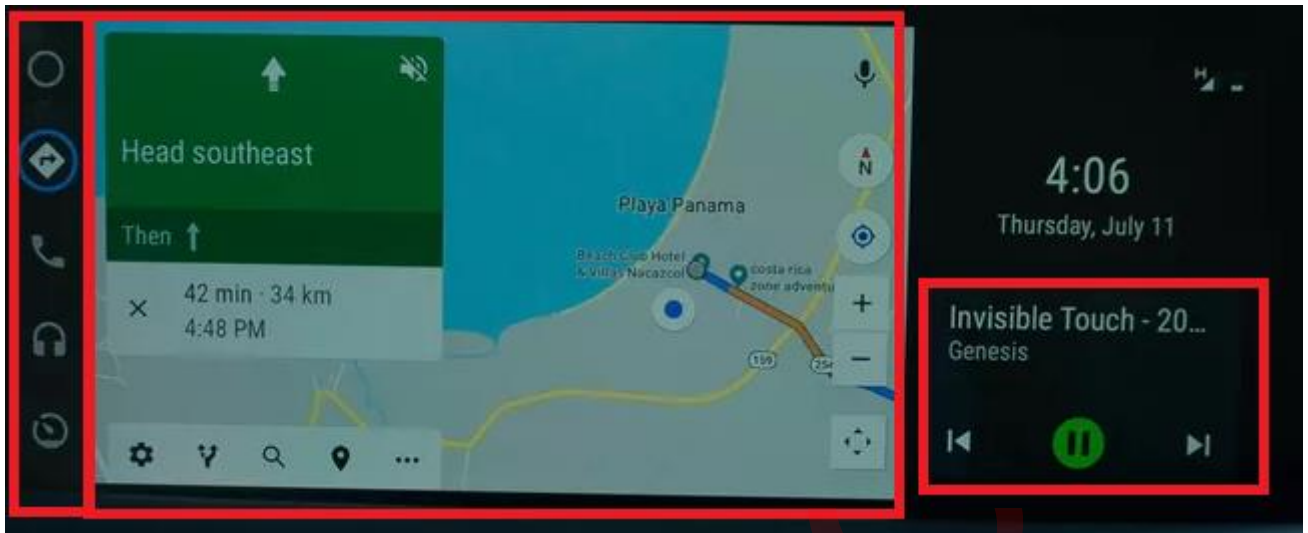 Head southeast
Then
42 min · 34 km
4:48 PM
N
Playa Panama
Beach Club Hotel
& Villas Nacazcol
costa rica
zone adventu
159
254
H
4:06
Thursday, July 11
Invisible Touch - 20...
Genesis